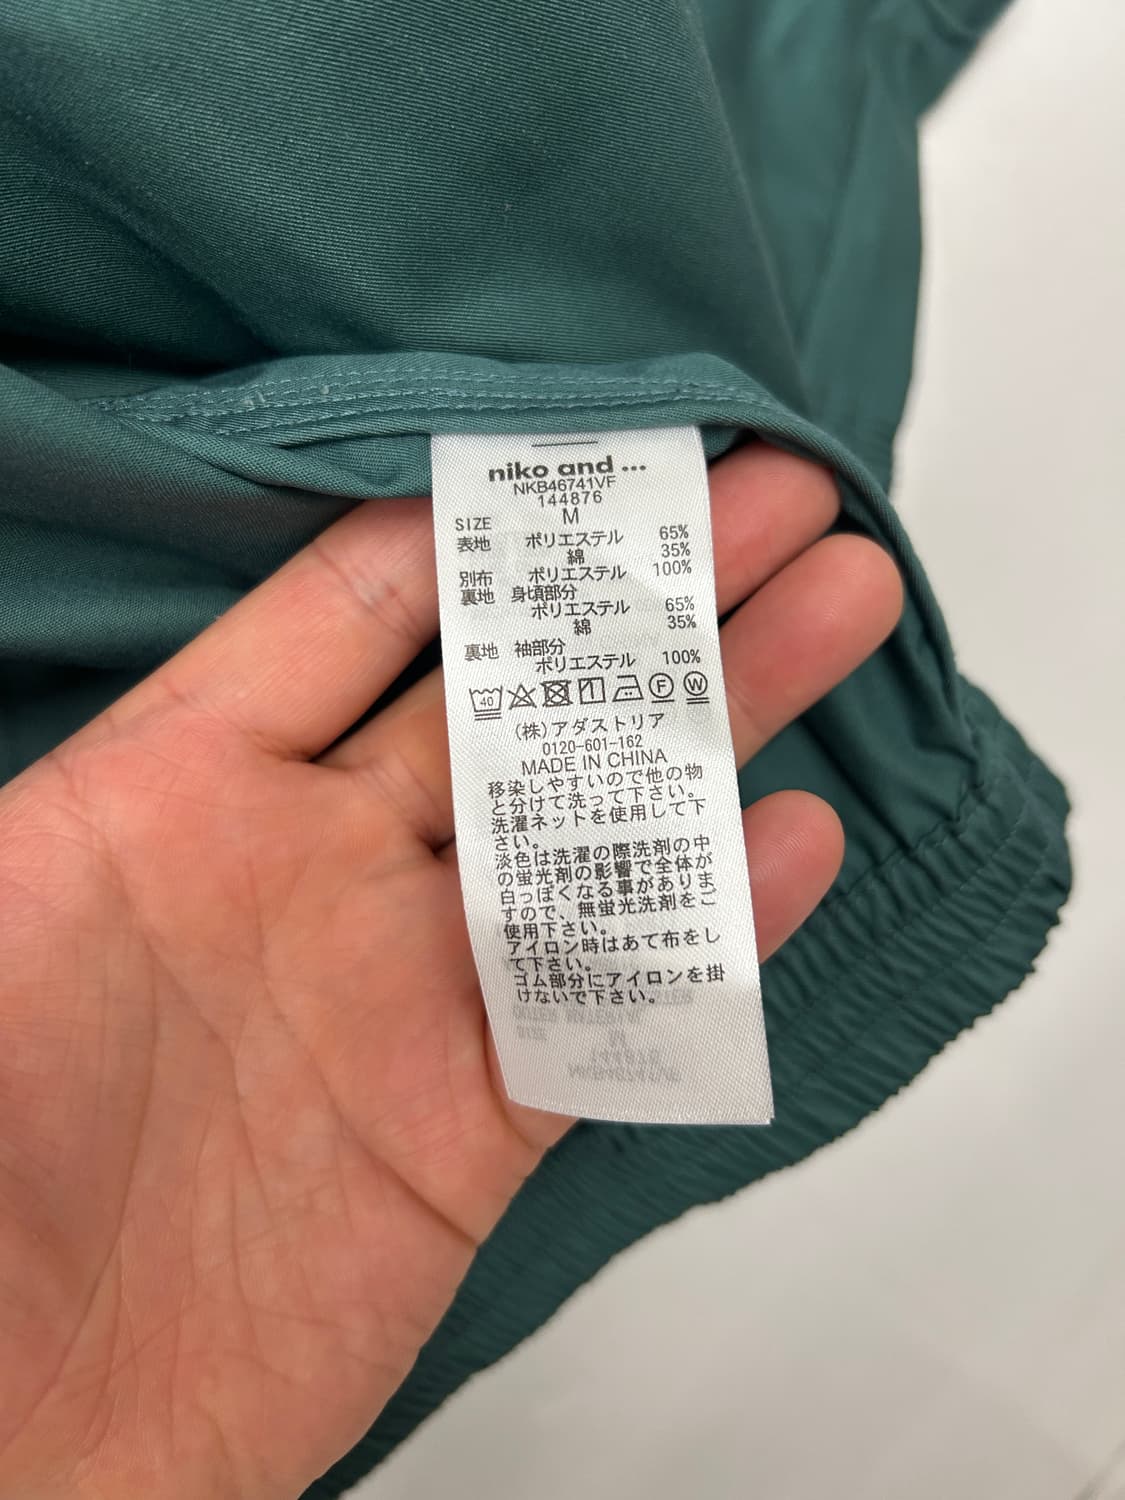 niko and ...
NKB46741VF
144876
SIZE M
表地 ポリエステル 65%
綿 35%
別布 ポリエステル 100%
裏地 身頃部分
ポリエステル 65%
綿 35%
裏地 袖部分
ポリエステル 100%
40 F W
(株)アダストリア
0120-601-162
MADE IN CHINA
移染しやすいので他の物
と分けて洗って下さい。
洗濯ネットを使用して下
さい。
淡色は洗濯の際洗剤の中
の蛍光剤の影響で全体が
白っぽくなる事がありま
すので、無蛍光洗剤をご
使用下さい。
アイロン時はあて布をし
て下さい。
ゴム部分にアイロンを掛
けないで下さい。